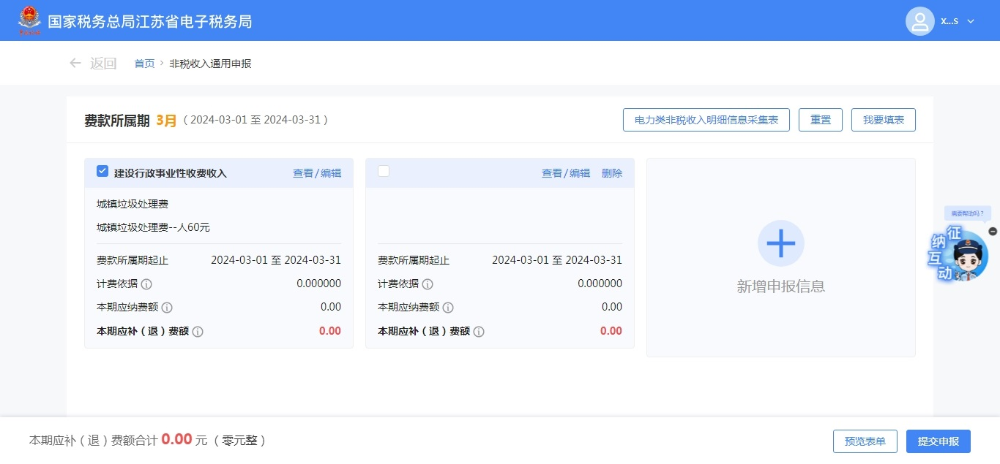 国家税务总局江苏省电子税务局
x...s
返回 首页 > 非税收入通用申报
费款所属期 3月 ( 2024-03-01 至 2024-03-31 )
电力类非税收入明细信息采集表 重置 我要填表
建设行政事业性收费收入 查看/编辑
城镇垃圾处理费
城镇垃圾处理费--人60元
费款所属期起止 2024-03-01 至 2024-03-31
计费依据 0.000000
本期应纳费额 0.00
本期应补（退）费额 0.00
查看/编辑 删除
费款所属期起止 2024-03-01 至 2024-03-31
计费依据 0.000000
本期应纳费额 0.00
本期应补（退）费额 0.00
新增申报信息
需要帮助吗？
征纳互动
本期应补（退）费额合计 0.00 元 （ 零元整 ）
预览表单 提交申报